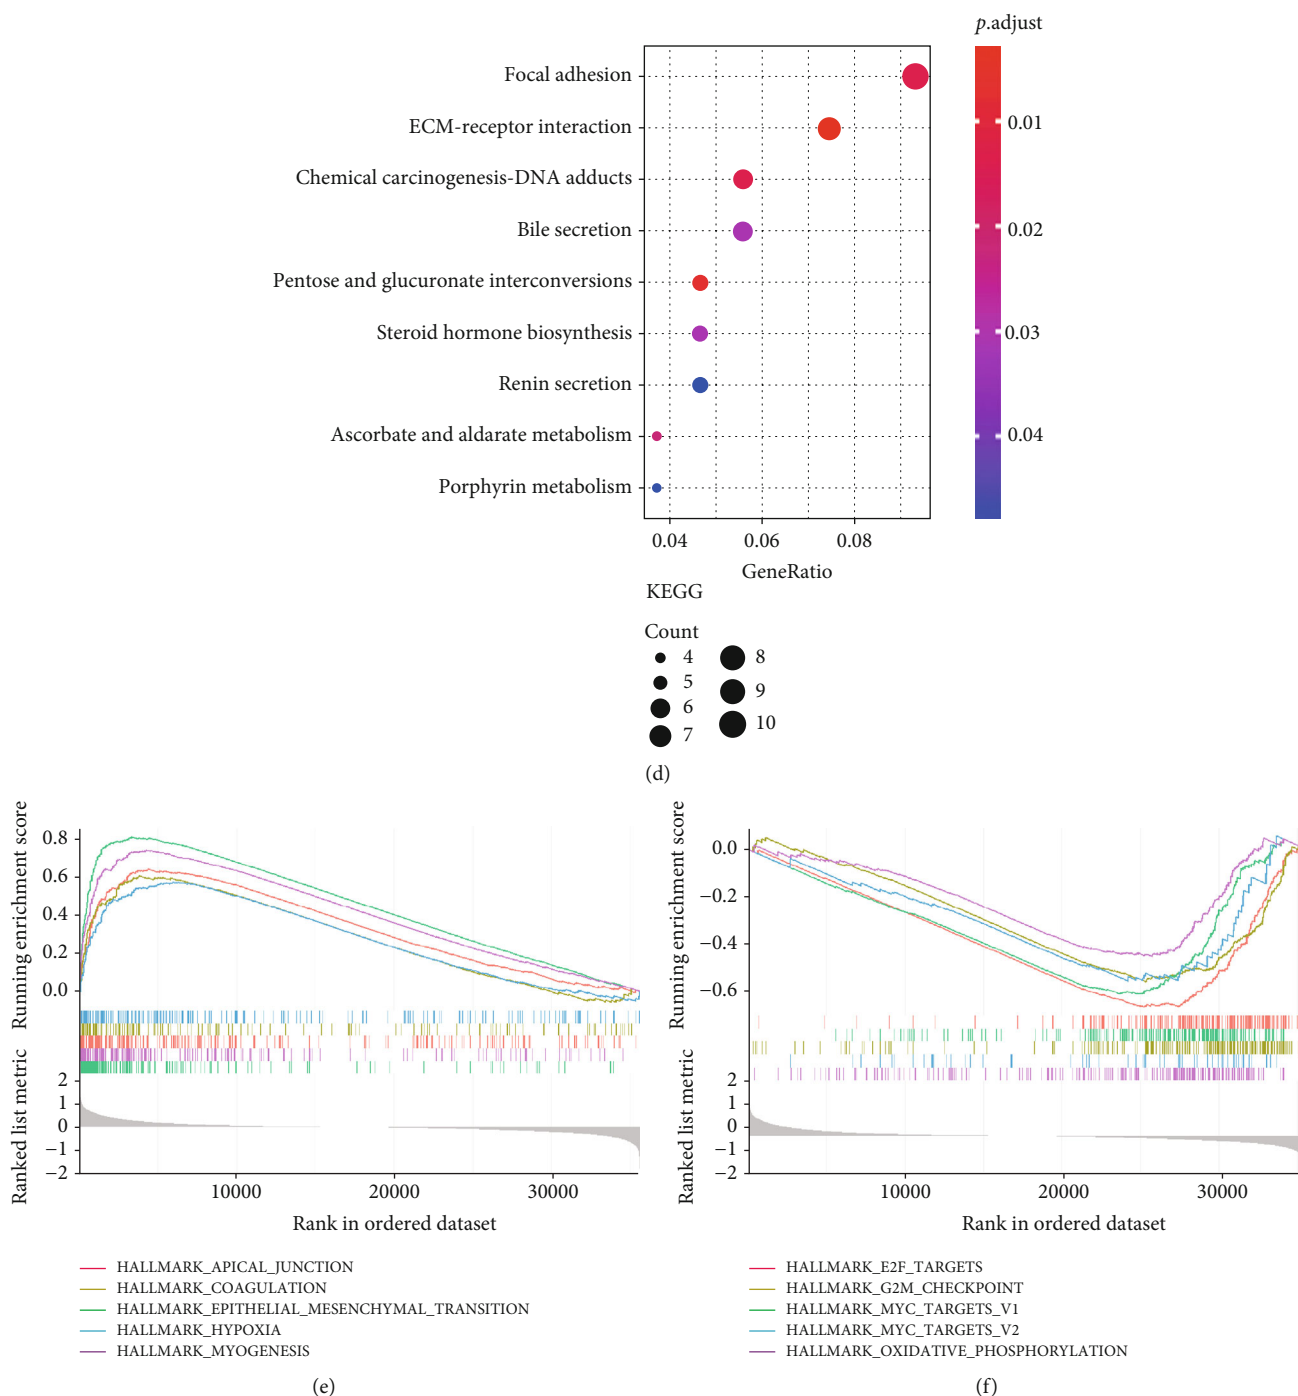 p.adjust
Focal adhesion
ECM-receptor interaction
Chemical carcinogenesis-DNA adducts
Bile secretion
Pentose and glucuronate interconversions
Steroid hormone biosynthesis
Renin secretion
Ascorbate and aldarate metabolism
Porphyrin metabolism
0.01
0.02
0.03
0.04
0.04 0.06 0.08
GeneRatio
KEGG
Count
4 8
5 9
6 10
7
(d)
Running enrichment score
0.8
0.6
0.4
0.2
0.0
Ranked list metric
2
1
0
−1
−2
10000 20000 30000
Rank in ordered dataset
HALLMARK_APICAL_JUNCTION
HALLMARK_COAGULATION
HALLMARK_EPITHELIAL_MESENCHYMAL_TRANSITION
HALLMARK_HYPOXIA
HALLMARK_MYOGENESIS
(e)
Running enrichment score
0.0
−0.2
−0.4
−0.6
Ranked list metric
2
1
0
−1
−2
10000 20000 30000
Rank in ordered dataset
HALLMARK_E2F_TARGETS
HALLMARK_G2M_CHECKPOINT
HALLMARK_MYC_TARGETS_V1
HALLMARK_MYC_TARGETS_V2
HALLMARK_OXIDATIVE_PHOSPHORYLATION
(f)